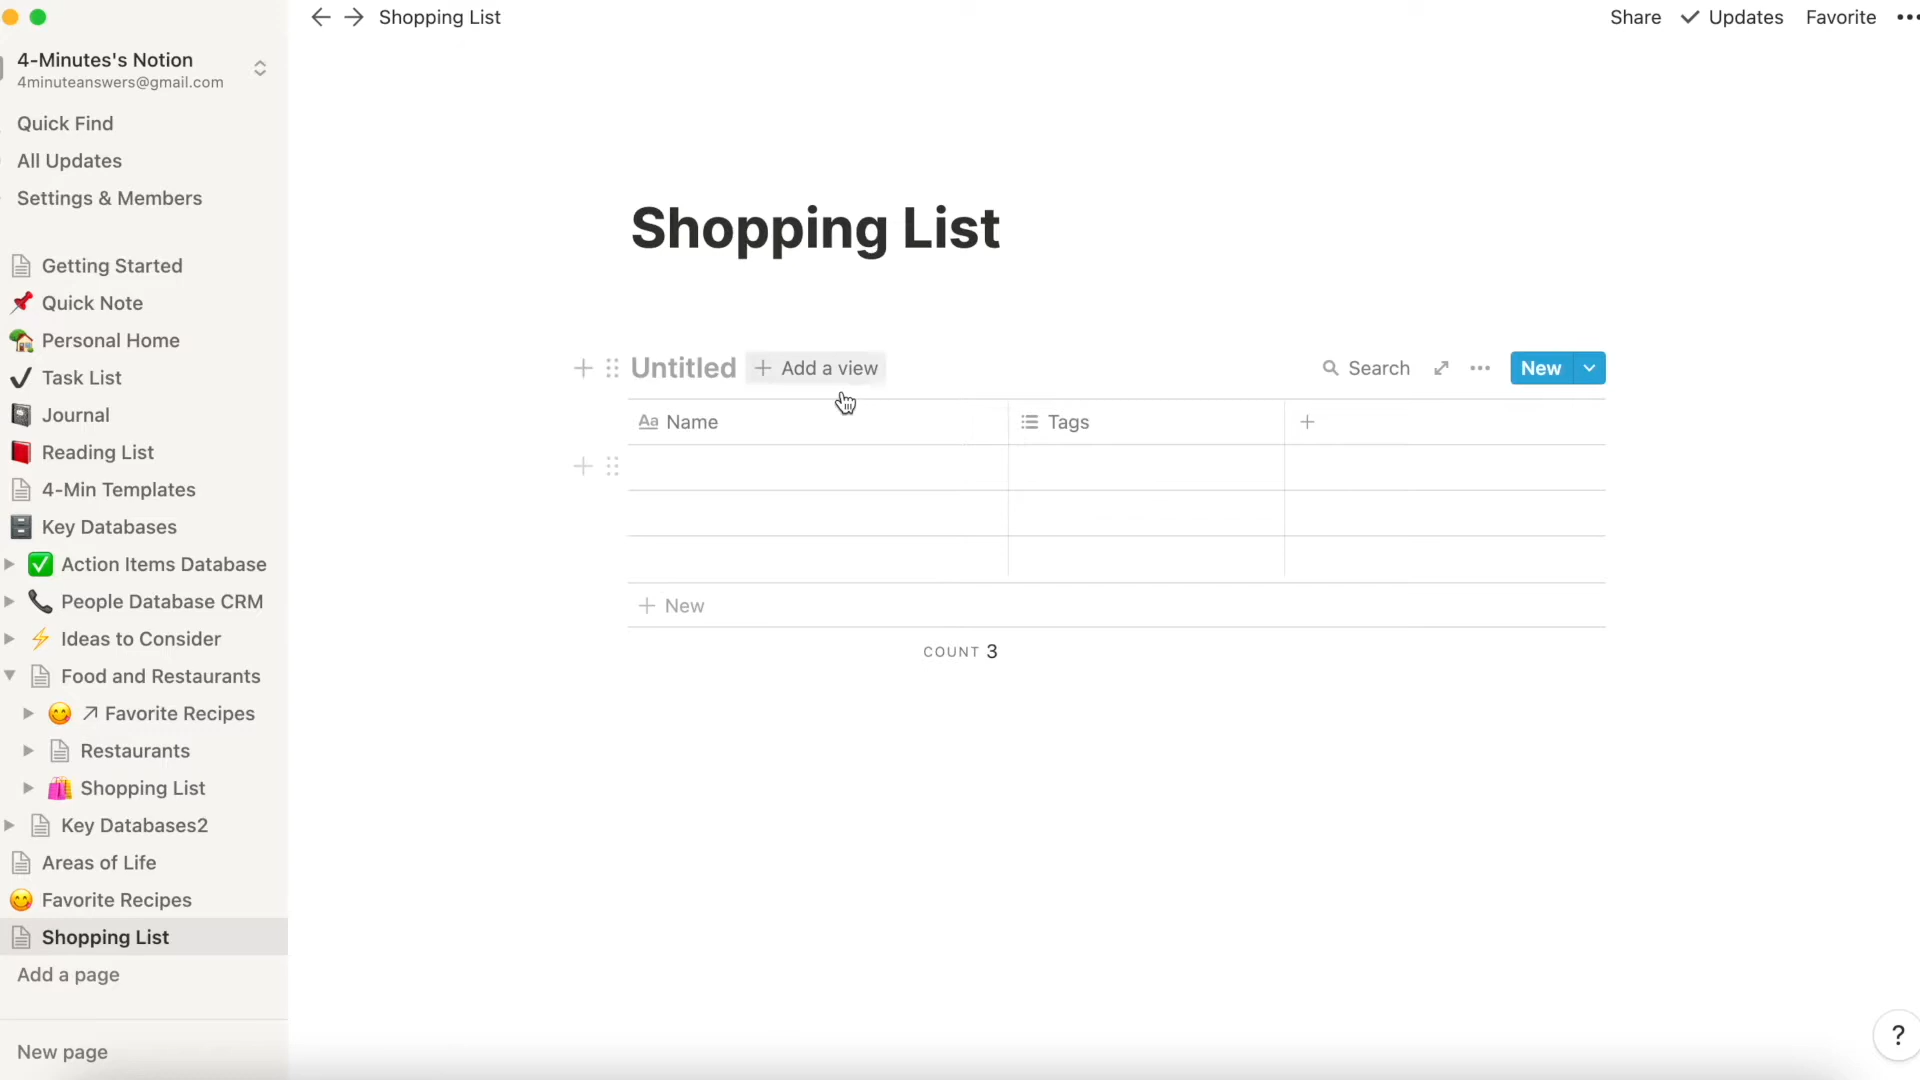 Shopping List
Share Updates Favorite
4-Minutes's Notion
4minuteanswers@gmail.com
Quick Find
All Updates
Settings & Members
Getting Started
Quick Note
Personal Home
Task List
Journal
Reading List
4-Min Templates
Key Databases
Action Items Database
People Database CRM
Ideas to Consider
Food and Restaurants
Favorite Recipes
Restaurants
Shopping List
Key Databases2
Areas of Life
Favorite Recipes
Shopping List
Add a page
New page
Shopping List
Untitled + Add a view Search New
Aa Name Tags +
+ New
COUNT 3
?